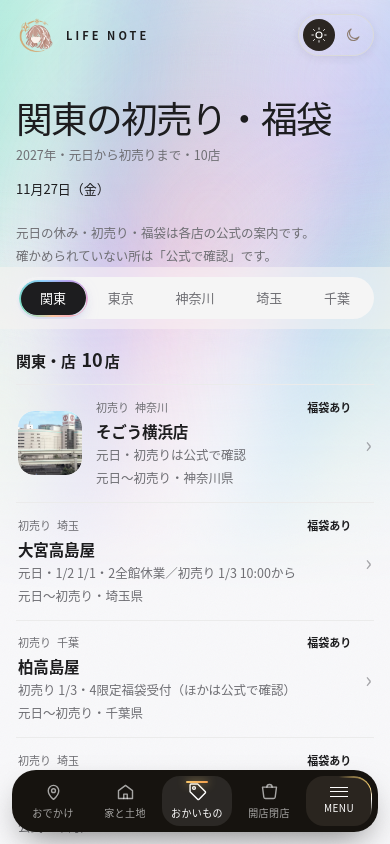 LIFE NOTE
関東の初売り・福袋
2027年・元日から初売りまで・10店
11月27日（金）
元日の休み・初売り・福袋は各店の公式の案内です。
確かめられていない所は「公式で確認」です。
関東 東京 神奈川 埼玉 千葉
関東・店 10店
初売り 神奈川 福袋あり
そごう横浜店
元日・初売りは公式で確認
元日〜初売り・神奈川県
初売り 埼玉 福袋あり
大宮高島屋
元日・1/2 1/1・2全館休業／初売り 1/3 10:00から
元日〜初売り・埼玉県
初売り 千葉 福袋あり
柏高島屋
初売り 1/3・4限定福袋受付（ほかは公式で確認）
元日〜初売り・千葉県
初売り 埼玉 福袋あり
おでかけ 家と土地 おかいもの 開店閉店 MENU